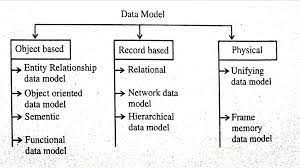 Data Model
Object based
Record based
Physical
Entity Relationship
data model
Object oriented
data model
Sementic
Functional
data model
Relational
Network data
model
Hierarchical
data model
Unifying
data model
Frame
memory data
model